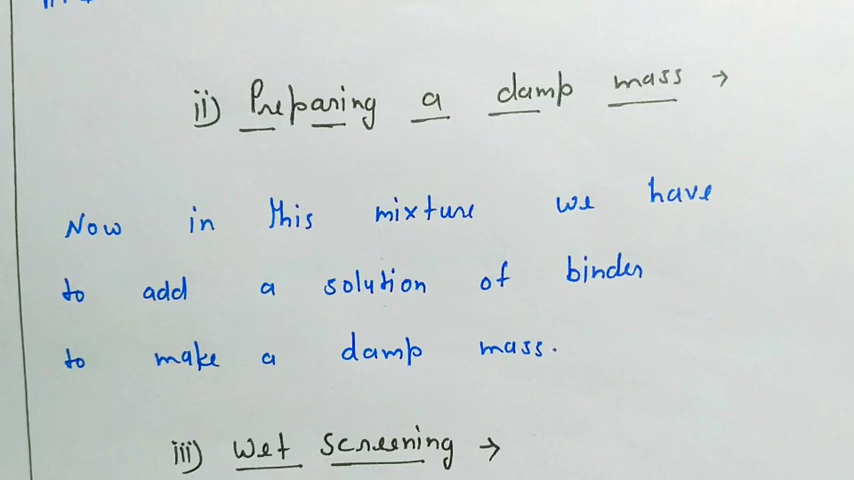 ii) Preparing a damp mass →
Now in this mixture we have
to add a solution of binder
to make a damp mass.
iii) Wet screening →